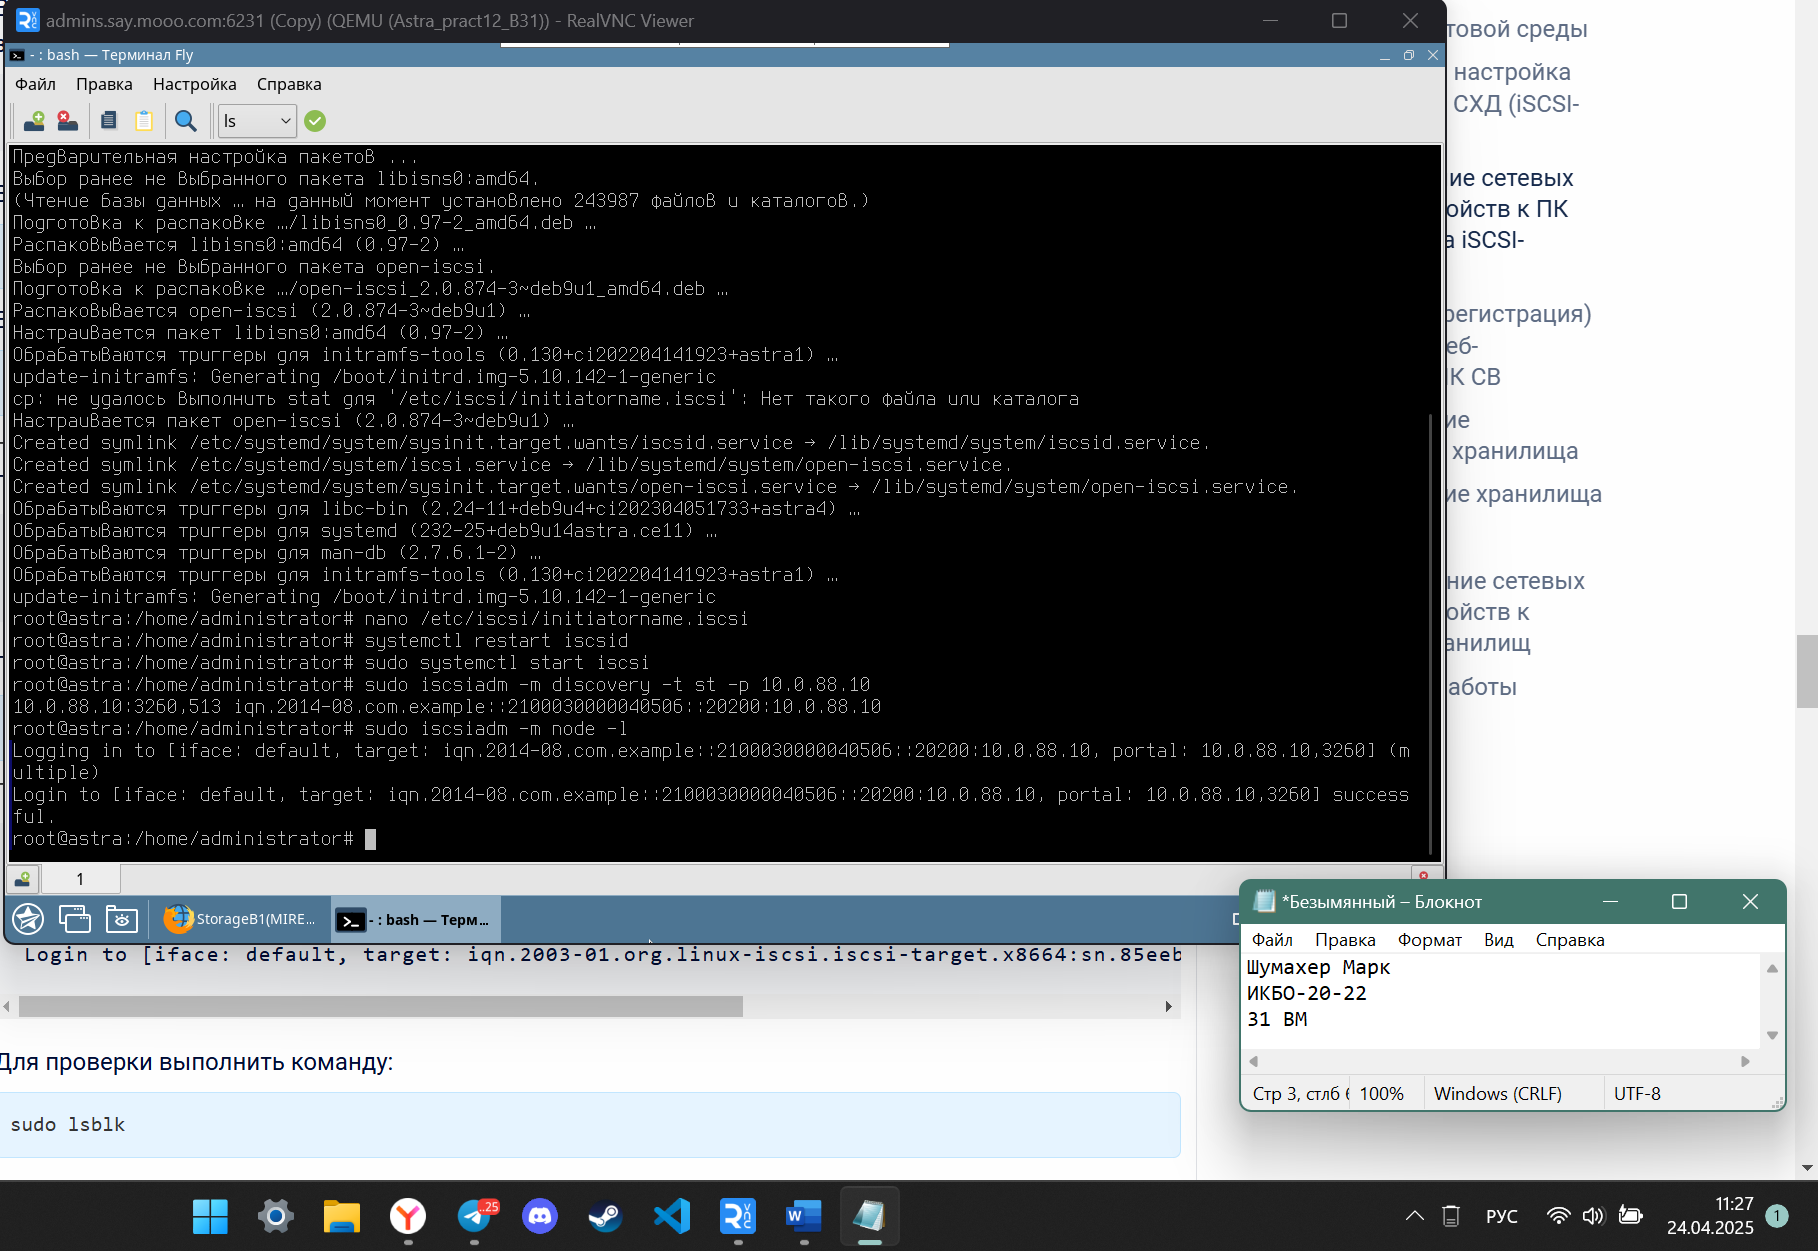 admins.say.mooo.com:6231 (Copy) (QEMU (Astra_pract12_B31)) - RealVNC Viewer
- : bash — Терминал Fly
Файл Правка Настройка Справка
ls
Предварительная настройка пакетов ...
Выбор ранее не выбранного пакета libisns0:amd64.
(Чтение базы данных … на данный момент установлено 243987 файлов и каталогов.)
Подготовка к распаковке …/libisns0_0.97-2_amd64.deb …
Распаковывается libisns0:amd64 (0.97-2) …
Выбор ранее не выбранного пакета open-iscsi.
Подготовка к распаковке …/open-iscsi_2.0.874-3~deb9u1_amd64.deb …
Распаковывается open-iscsi (2.0.874-3~deb9u1) …
Настраивается пакет libisns0:amd64 (0.97-2) …
Обрабатываются триггеры для initramfs-tools (0.130+ci202204141923+astra1) …
update-initramfs: Generating /boot/initrd.img-5.10.142-1-generic
cp: не удалось выполнить stat для '/etc/iscsi/initiatorname.iscsi': Нет такого файла или каталога
Настраивается пакет open-iscsi (2.0.874-3~deb9u1) …
Created symlink /etc/systemd/system/sysinit.target.wants/iscsid.service → /lib/systemd/system/iscsid.service.
Created symlink /etc/systemd/system/iscsi.service → /lib/systemd/system/open-iscsi.service.
Created symlink /etc/systemd/system/sysinit.target.wants/open-iscsi.service → /lib/systemd/system/open-iscsi.service.
Обрабатываются триггеры для libc-bin (2.24-11+deb9u4+ci202304051733+astra4) …
Обрабатываются триггеры для systemd (232-25+deb9u14astra.ce11) …
Обрабатываются триггеры для man-db (2.7.6.1-2) …
Обрабатываются триггеры для initramfs-tools (0.130+ci202204141923+astra1) …
update-initramfs: Generating /boot/initrd.img-5.10.142-1-generic
root@astra:/home/administrator# nano /etc/iscsi/initiatorname.iscsi
root@astra:/home/administrator# systemctl restart iscsid
root@astra:/home/administrator# sudo systemctl start iscsi
root@astra:/home/administrator# sudo iscsiadm -m discovery -t st -p 10.0.88.10
10.0.88.10:3260,513 iqn.2014-08.com.example::2100030000040506::20200:10.0.88.10
root@astra:/home/administrator# sudo iscsiadm -m node -l
Logging in to [iface: default, target: iqn.2014-08.com.example::2100030000040506::20200:10.0.88.10, portal: 10.0.88.10,3260] (m
ultiple)
Login to [iface: default, target: iqn.2014-08.com.example::2100030000040506::20200:10.0.88.10, portal: 10.0.88.10,3260] success
ful.
root@astra:/home/administrator#
1
StorageB1(MIRE...
- : bash — Терм...
товой среды
настройка
СХД (iSCSI-
ие сетевых
ойств к ПК
а iSCSI-
регистрация)
еб-
К СВ
ие
хранилища
ие хранилища
ние сетевых
ойств к
анилищ
аботы
Login to [iface: default, target: iqn.2003-01.org.linux-iscsi.iscsi-target.x8664:sn.85eeb
Для проверки выполнить команду:
sudo lsblk
*Безымянный – Блокнот
Файл Правка Формат Вид Справка
Шумахер Марк
ИКБО-20-22
31 ВМ
Стр 3, стлб 100% Windows (CRLF) UTF-8
25
РУС
11:27
24.04.2025
1